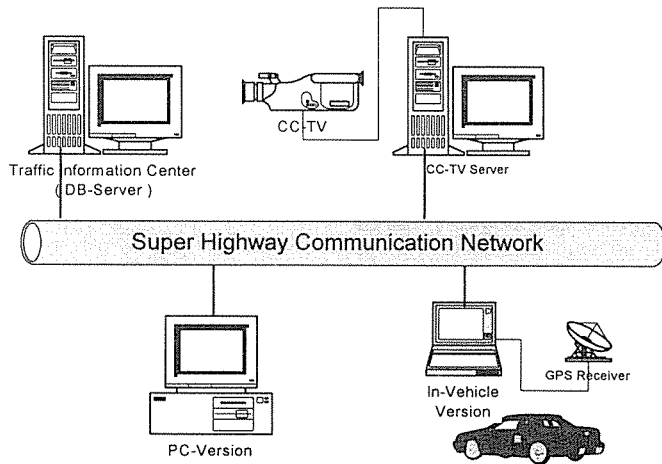 CC-TV
Traffic Information Center
( DB-Server )
CC-TV Server
Super Highway Communication Network
In-Vehicle
Version
GPS Receiver
PC-Version